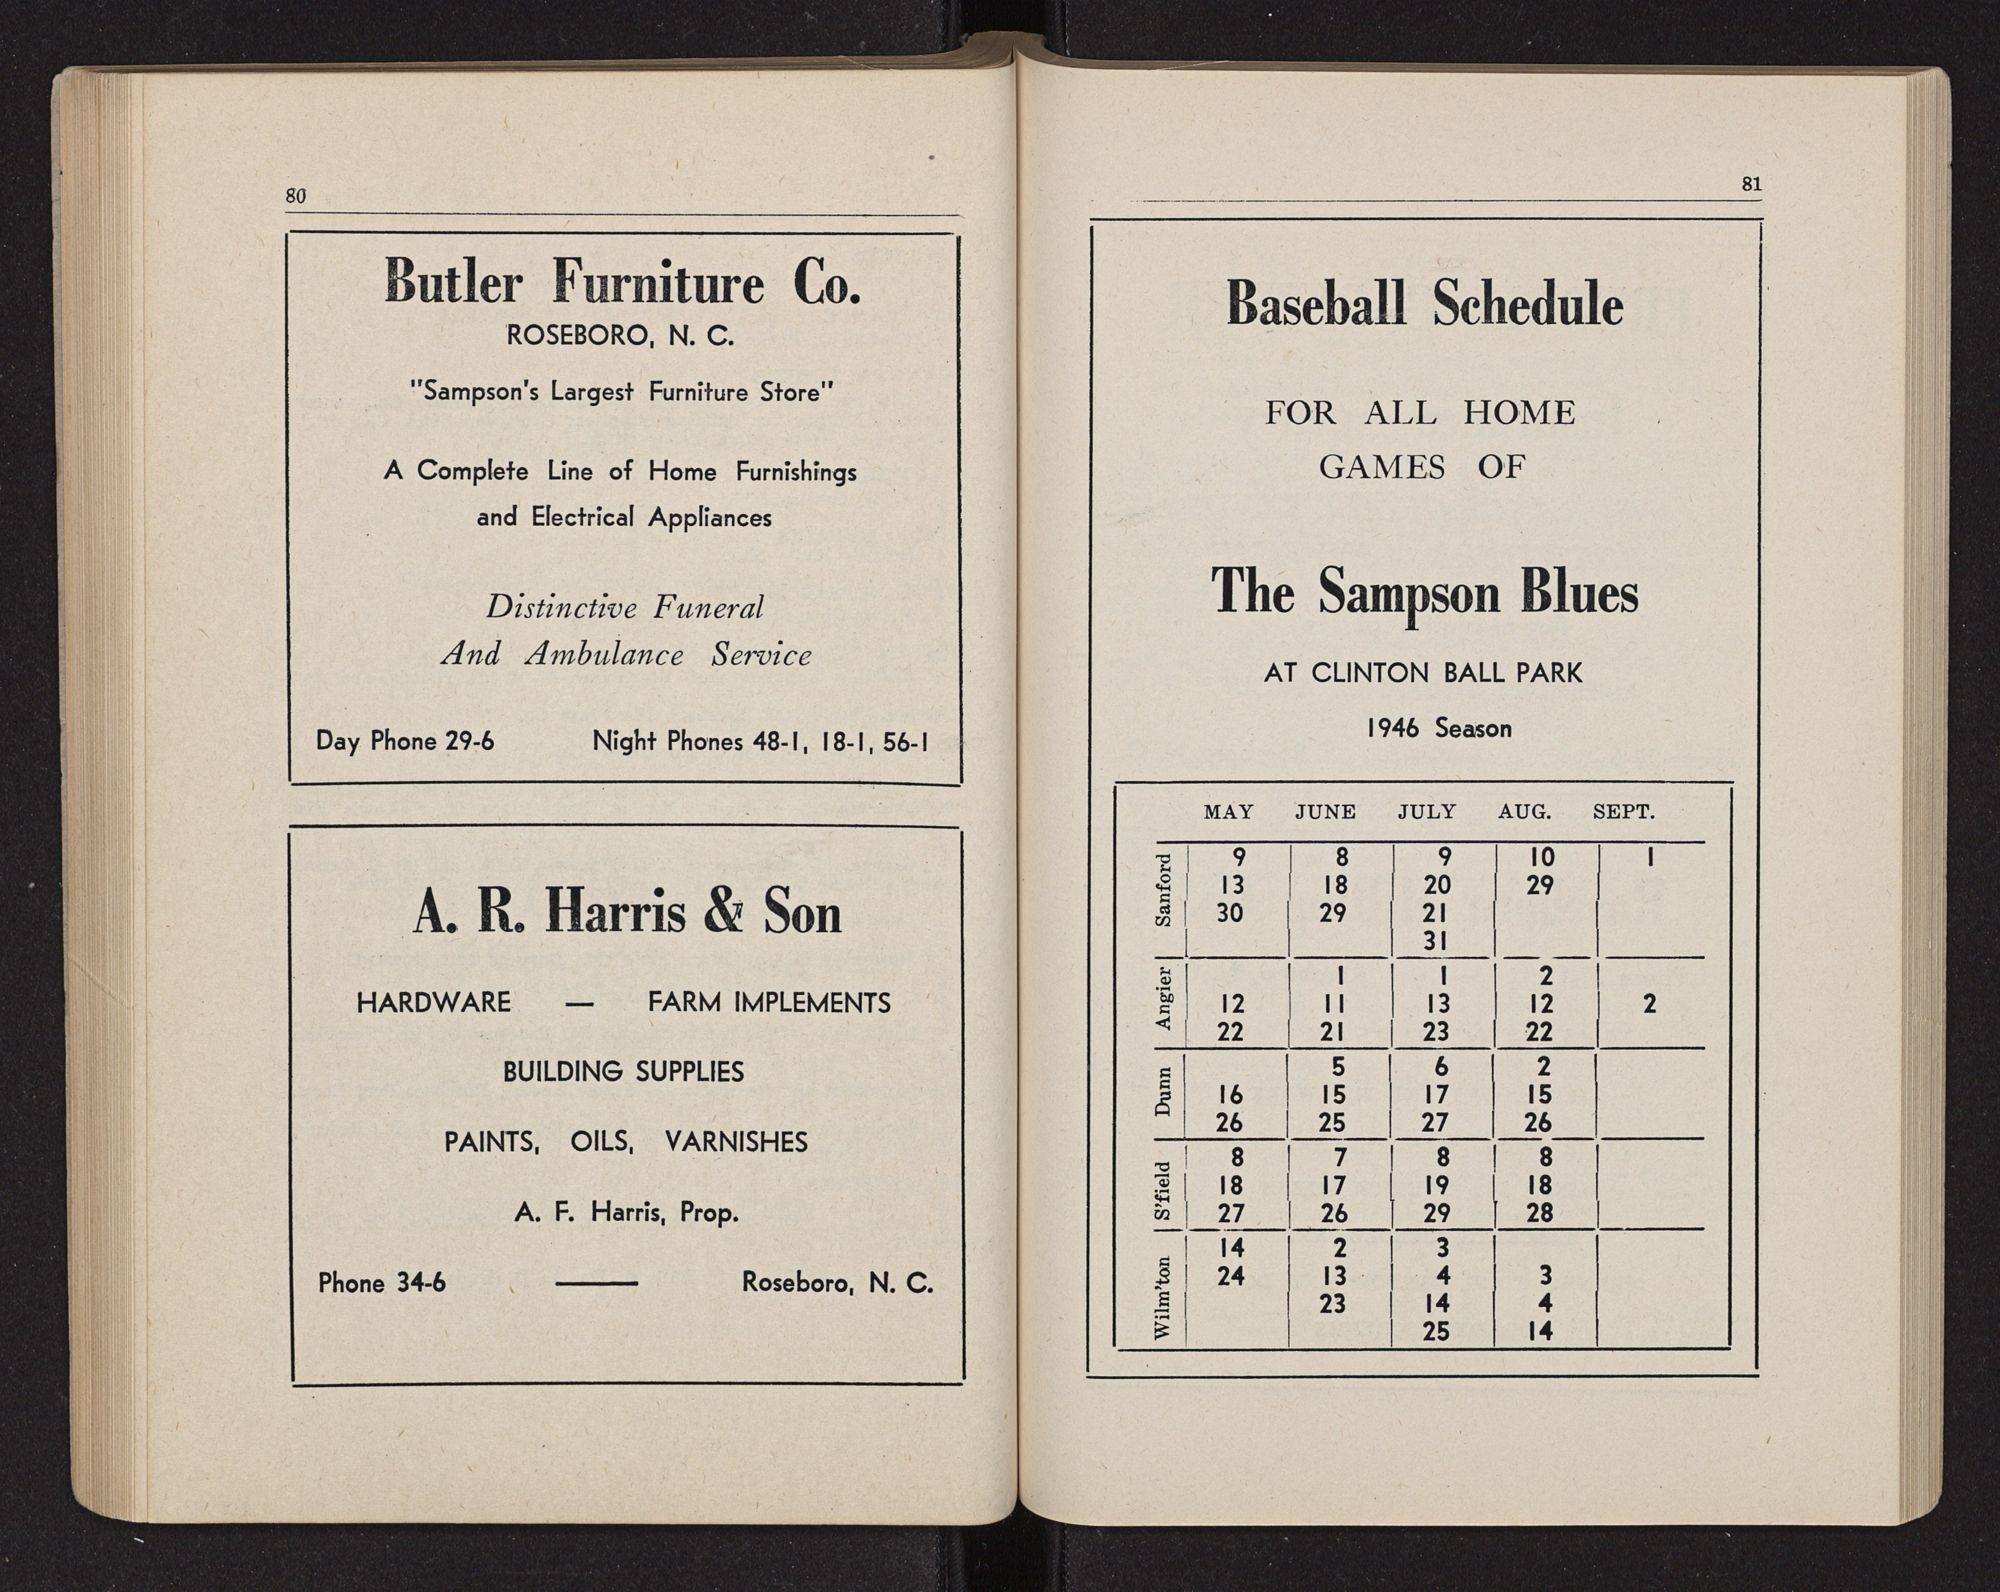 80
Butler Furniture Co.
ROSEBORO, N. C.
"Sampson's Largest Furniture Store"
A Complete Line of Home Furnishings
and Electrical Appliances
Distinctive Funeral
And Ambulance Service
Day Phone 29-6 Night Phones 48-1, 18-1, 56-1
A. R. Harris & Son
HARDWARE — FARM IMPLEMENTS
BUILDING SUPPLIES
PAINTS, OILS, VARNISHES
A. F. Harris, Prop.
Phone 34-6 —— Roseboro, N. C.
81
Baseball Schedule
FOR ALL HOME
GAMES OF
The Sampson Blues
AT CLINTON BALL PARK
1946 Season
MAY JUNE JULY AUG. SEPT.
Sanford
9 8 9 10 1
13 18 20 29
30 29 21
31
Angier
1 1 2
12 11 13 12 2
22 21 23 22
Dunn
5 6 2
16 15 17 15
26 25 27 26
S'field
8 7 8 8
18 17 19 18
27 26 29 28
Wilm'ton
14 2 3
24 13 4 3
23 14 4
25 14